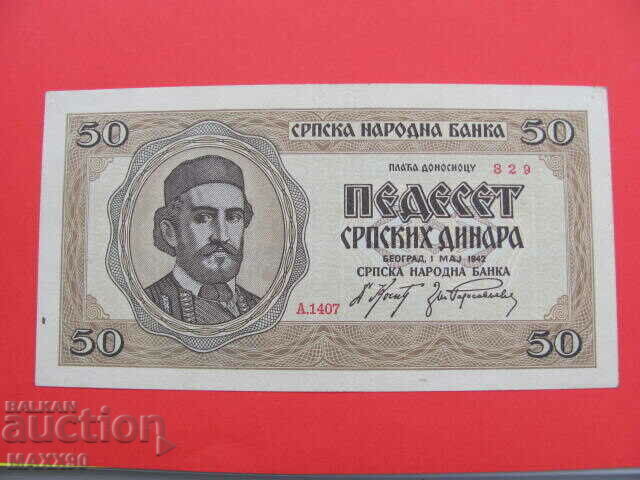 50
СРПСКА НАРОДНА БАНКА
50
ПЛАЋА ДОНОСИОЦУ 829
ПЕДЕСЕТ
СРПСКИХ ДИНАРА
БЕОГРАД, 1 МАЈ 1942
СРПСКА НАРОДНА БАНКА
A.1407
50
50
BALKAN
auction
MAXX90